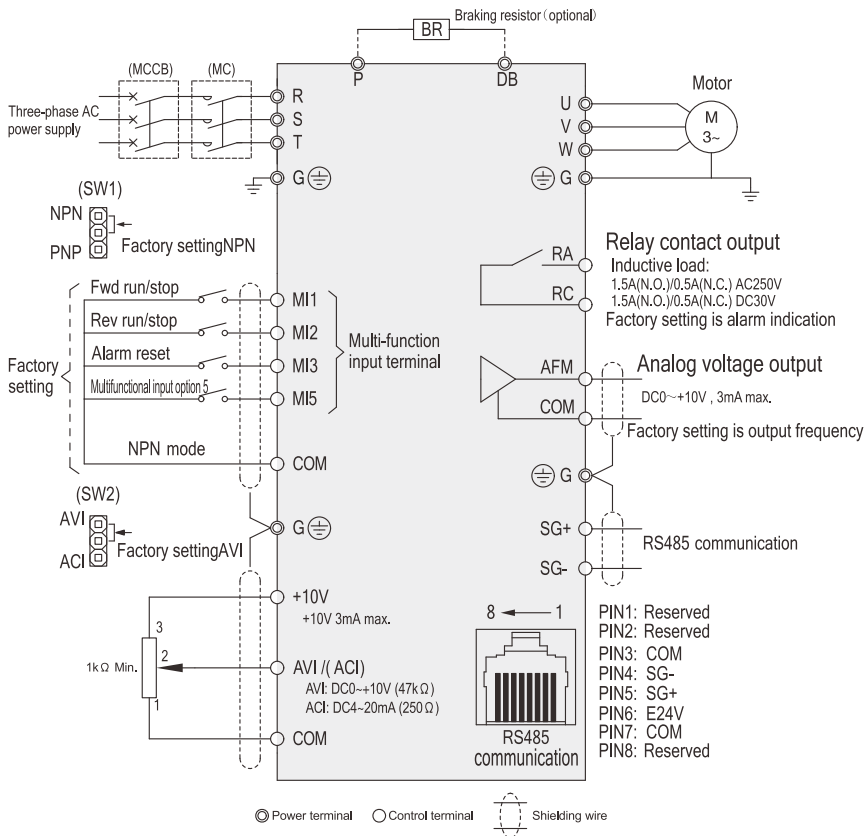 Braking resistor（optional）
BR
P
DB
(MCCB)
(MC)
Three-phase AC
power supply
R
S
T
G
U
V
W
G
Motor
M
3~
(SW1)
NPN
PNP
Factory settingNPN
RA
RC
Relay contact output
Inductive load:
1.5A(N.O.)/0.5A(N.C.) AC250V
1.5A(N.O.)/0.5A(N.C.) DC30V
Factory setting is alarm indication
Factory
setting
Fwd run/stop
Rev run/stop
Alarm reset
Multifunctional input option 5
NPN mode
MI1
MI2
MI3
MI5
COM
Multi-function
input terminal
AFM
COM
Analog voltage output
DC0～+10V , 3mA max.
Factory setting is output frequency
G
(SW2)
AVI
ACI
Factory settingAVI
G
SG+
SG-
RS485 communication
+10V
+10V 3mA max.
3
2
1
1kΩ Min.
AVI /( ACI)
AVI: DC0~+10V (47kΩ)
ACI: DC4~20mA (250Ω)
COM
8
1
RS485
communication
PIN1: Reserved
PIN2: Reserved
PIN3: COM
PIN4: SG-
PIN5: SG+
PIN6: E24V
PIN7: COM
PIN8: Reserved
Power terminal
Control terminal
Shielding wire